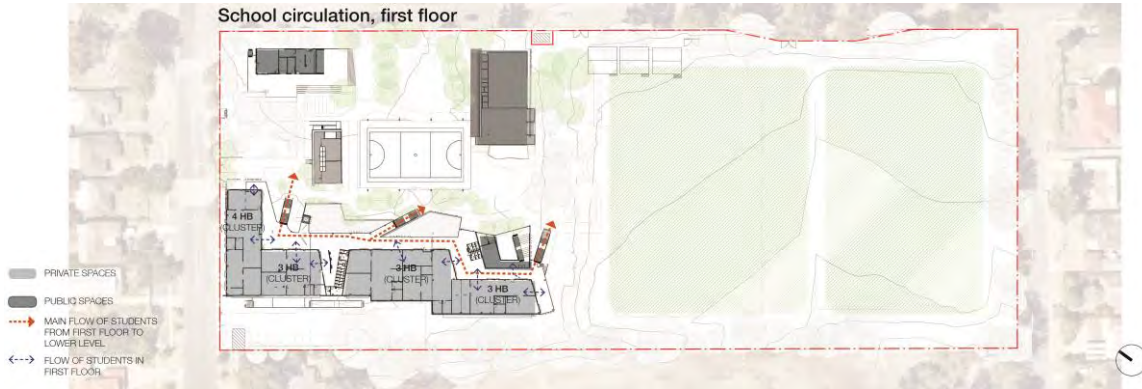 School circulation, first floor
4 HB
(CLUSTER)
3 HB
(CLUSTER)
3 HB
(CLUSTER)
3 HB
(CLUSTER)
PRIVATE SPACES
PUBLIC SPACES
MAIN FLOW OF STUDENTS
FROM FIRST FLOOR TO
LOWER LEVEL
FLOW OF STUDENTS IN
FIRST FLOOR